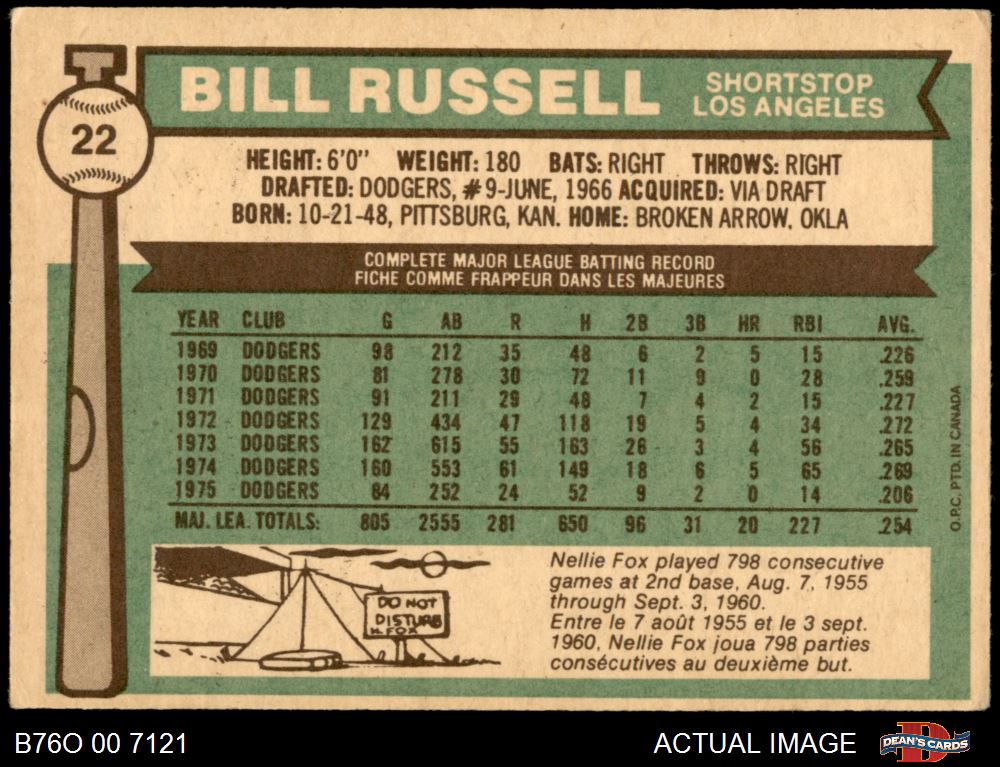 22
BILL RUSSELL
SHORTSTOP
LOS ANGELES
HEIGHT: 6'0" WEIGHT: 180 BATS: RIGHT THROWS: RIGHT
DRAFTED: DODGERS, #9-JUNE, 1966 ACQUIRED: VIA DRAFT
BORN: 10-21-48, PITTSBURG, KAN. HOME: BROKEN ARROW, OKLA
COMPLETE MAJOR LEAGUE BATTING RECORD
FICHE COMME FRAPPEUR DANS LES MAJEURES
YEAR CLUB G AB R H 2B 3B HR RBI AVG.
1969 DODGERS 98 212 35 48 6 2 5 15 .226
1970 DODGERS 81 278 30 72 11 9 0 28 .259
1971 DODGERS 91 211 29 48 7 4 2 15 .227
1972 DODGERS 129 434 47 118 19 5 4 34 .272
1973 DODGERS 162 615 55 163 26 3 4 56 .265
1974 DODGERS 160 553 61 149 18 6 5 65 .269
1975 DODGERS 84 252 24 52 9 2 0 14 .206
MAJ. LEA. TOTALS: 805 2555 281 650 96 31 20 227 .254
O.P.C. PTD. IN CANADA
DO NOT
DISTURB
N. FOX
Nellie Fox played 798 consecutive
games at 2nd base, Aug. 7, 1955
through Sept. 3, 1960.
Entre le 7 août 1955 et le 3 sept.
1960, Nellie Fox joua 798 parties
consécutives au deuxième but.
B76O 00 7121
ACTUAL IMAGE
D
DEAN'S CARDS